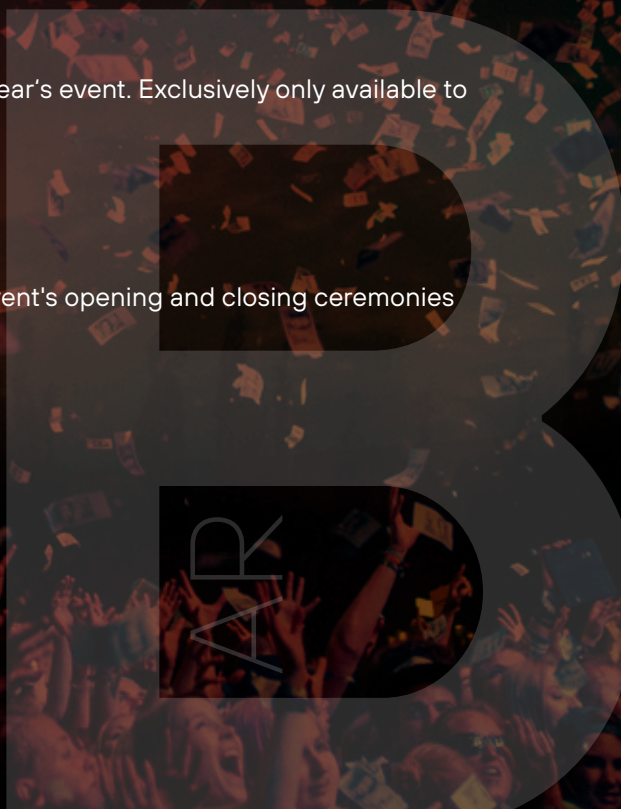 ear's event. Exclusively only available to
ent's opening and closing ceremonies
B
AR